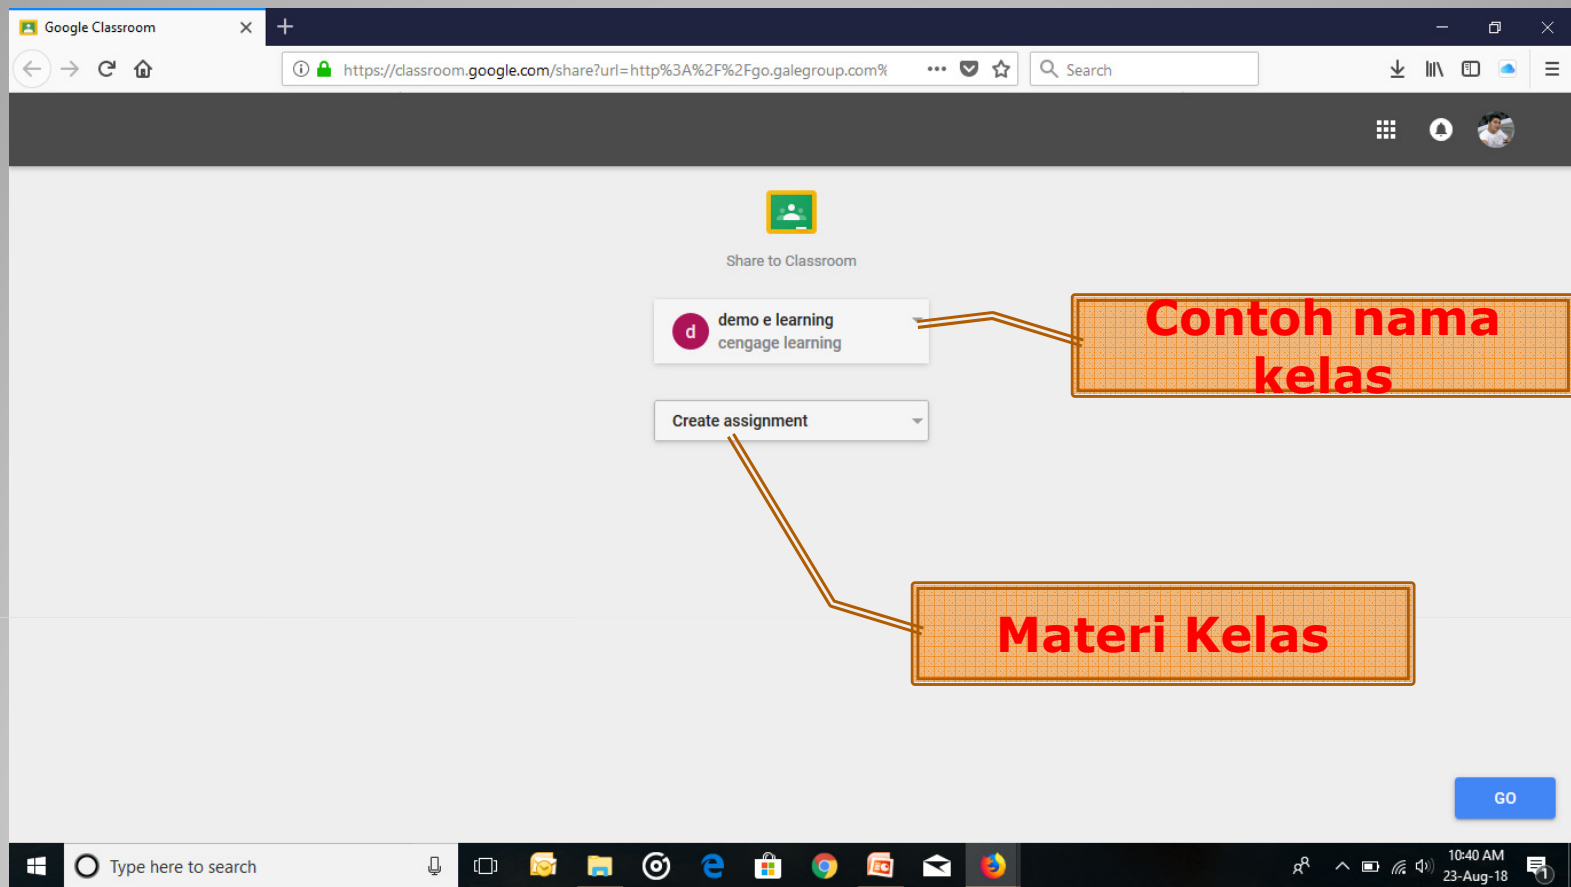 Google Classroom
https://classroom.google.com/share?url=http%3A%2F%2Fgo.galegroup.com%
Search
Share to Classroom
d
demo e learning
cengage learning
Contoh nama
kelas
Create assignment
Materi Kelas
GO
Type here to search
10:40 AM
23-Aug-18
1